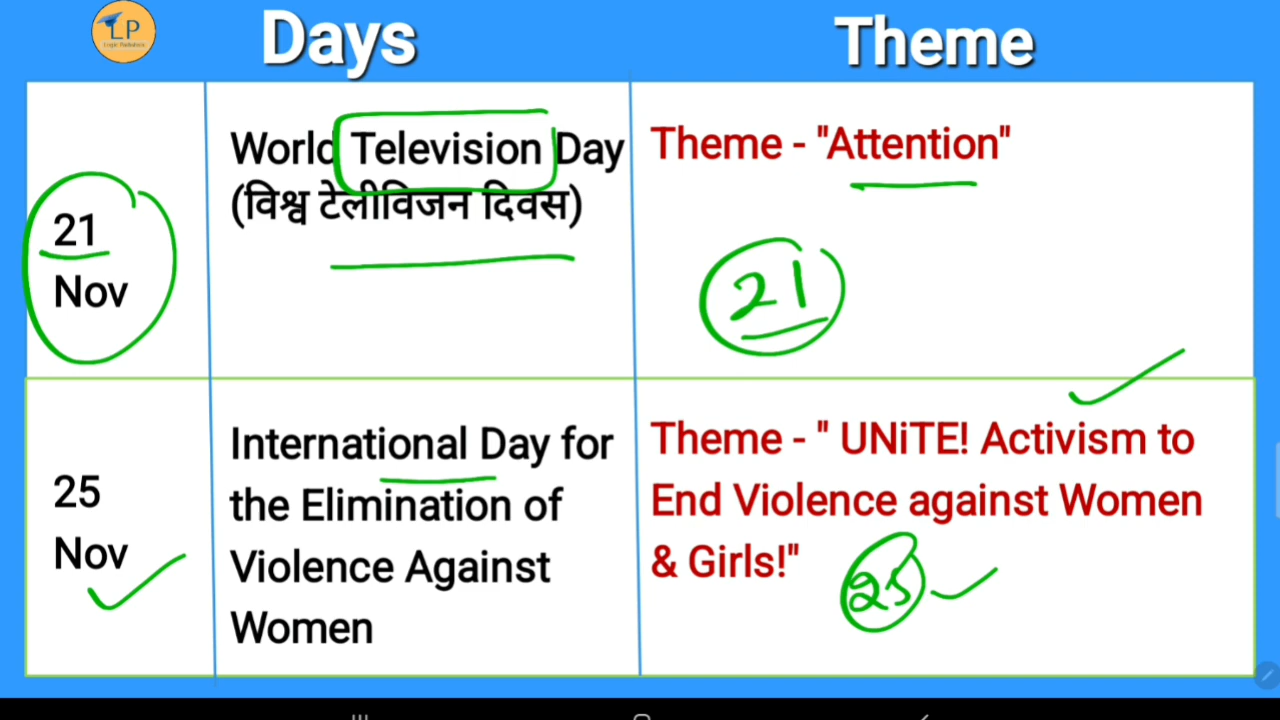 LP
Days
Theme
21
Nov
World Television Day
(विश्व टेलीविजन दिवस)
Theme - "Attention"
21
25
Nov
International Day for
the Elimination of
Violence Against
Women
Theme - " UNiTE! Activism to
End Violence against Women
& Girls!"
25